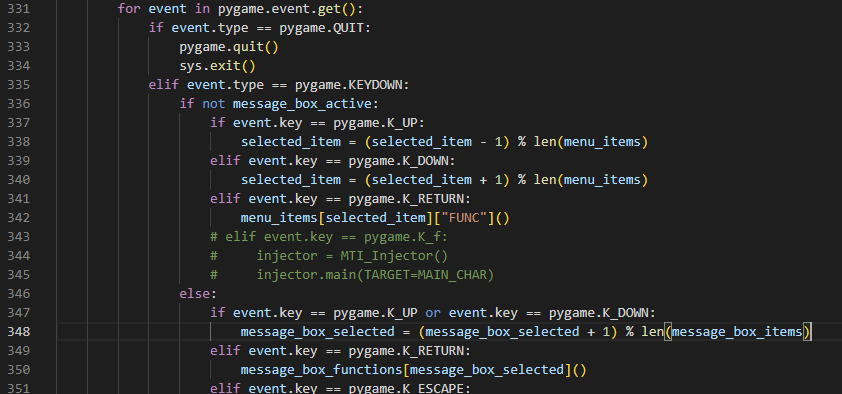 331 for event in pygame.event.get():
332 if event.type == pygame.QUIT:
333 pygame.quit()
334 sys.exit()
335 elif event.type == pygame.KEYDOWN:
336 if not message_box_active:
337 if event.key == pygame.K_UP:
338 selected_item = (selected_item - 1) % len(menu_items)
339 elif event.key == pygame.K_DOWN:
340 selected_item = (selected_item + 1) % len(menu_items)
341 elif event.key == pygame.K_RETURN:
342 menu_items[selected_item]["FUNC"]()
343 # elif event.key == pygame.K_f:
344 #     injector = MTI_Injector()
345 #     injector.main(TARGET=MAIN_CHAR)
346 else:
347 if event.key == pygame.K_UP or event.key == pygame.K_DOWN:
348 message_box_selected = (message_box_selected + 1) % len(message_box_items)
349 elif event.key == pygame.K_RETURN:
350 message_box_functions[message_box_selected]()
351 elif event.key == pygame.K_ESCAPE: